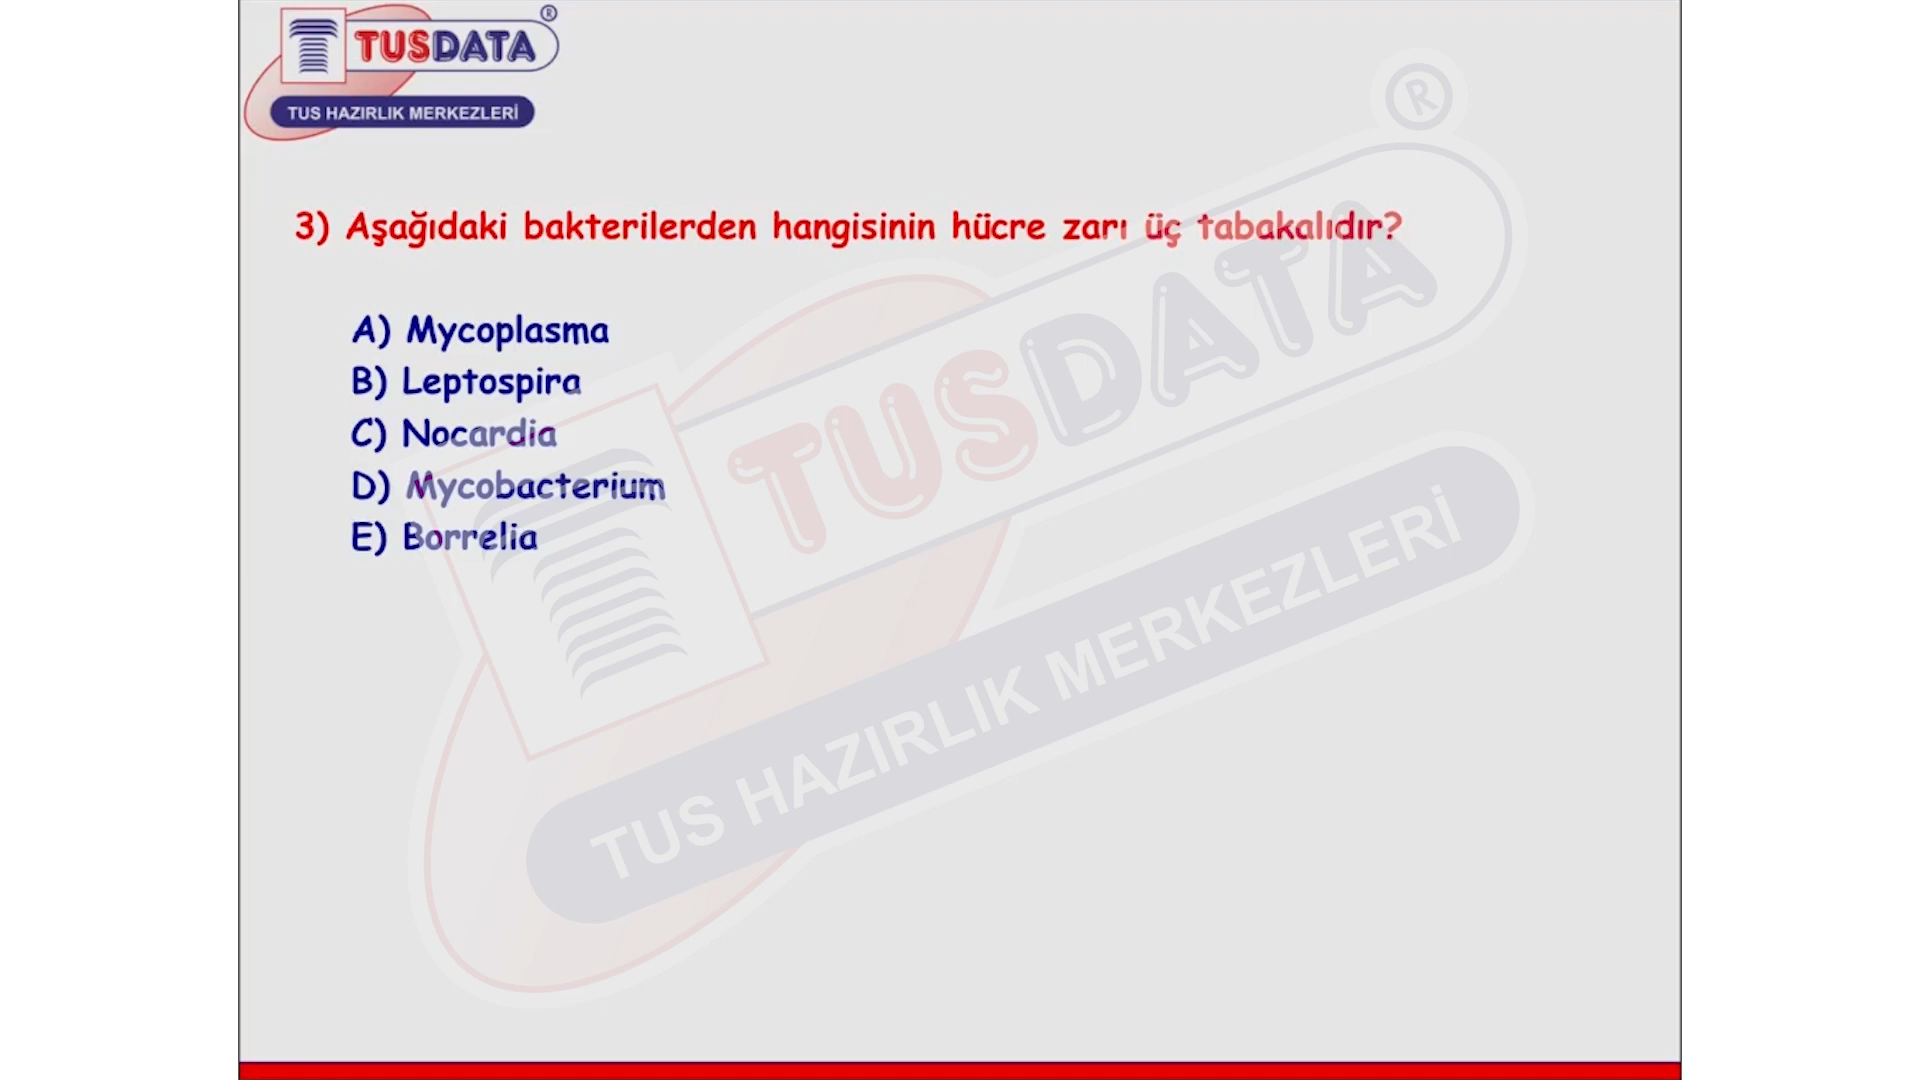 TUSDATA®
TUS HAZIRLIK MERKEZLERİ
3) Aşağıdaki bakterilerden hangisinin hücre zarı üç tabakalıdır?
A) Mycoplasma
B) Leptospira
C) Nocardia
D) Mycobacterium
E) Borrelia
TUSDATA®
TUS HAZIRLIK MERKEZLERİ